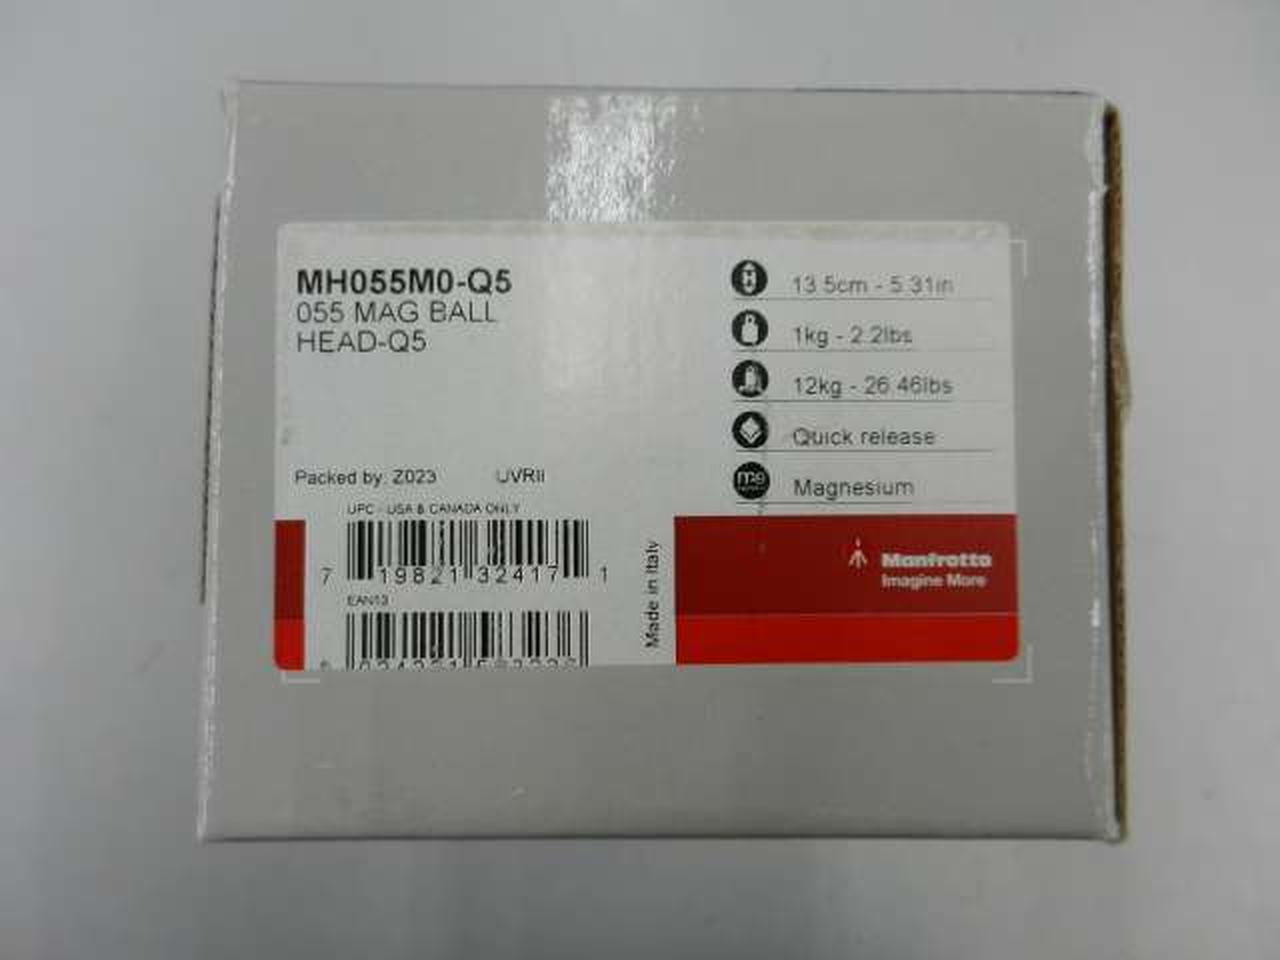 MH055M0-Q5
055 MAG BALL
HEAD-Q5
13.5cm - 5.31in
1kg - 2.2lbs
12kg - 26.46lbs
Quick release
mg
Magnesium
Packed by: Z023 UVRII
UPC - USA & CANADA ONLY
7 19821 32417 1
EAN13
Made in Italy
Manfrotto
Imagine More